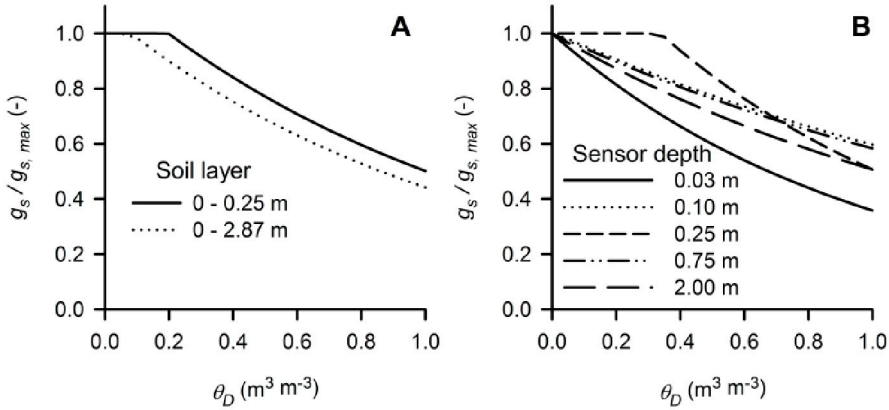 A
1.0
0.8
0.6
0.4
0.2
0.0
gs / gs, max (-)
Soil layer
0 - 0.25 m
0 - 2.87 m
0.0 0.2 0.4 0.6 0.8 1.0
θD (m³ m⁻³)
B
1.0
0.8
0.6
0.4
0.2
0.0
gs / gs, max (-)
Sensor depth
0.03 m
0.10 m
0.25 m
0.75 m
2.00 m
0.0 0.2 0.4 0.6 0.8 1.0
θD (m³ m⁻³)